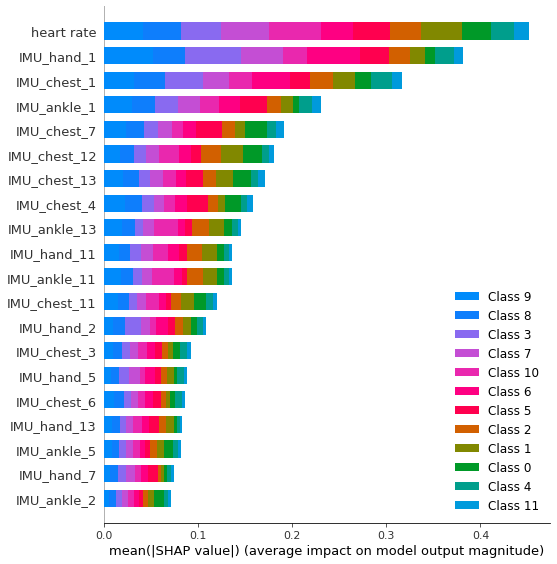 heart rate
IMU_hand_1
IMU_chest_1
IMU_ankle_1
IMU_chest_7
IMU_chest_12
IMU_chest_13
IMU_chest_4
IMU_ankle_13
IMU_hand_11
IMU_ankle_11
IMU_chest_11
IMU_hand_2
IMU_chest_3
IMU_hand_5
IMU_chest_6
IMU_hand_13
IMU_ankle_5
IMU_hand_7
IMU_ankle_2
Class 9
Class 8
Class 3
Class 7
Class 10
Class 6
Class 5
Class 2
Class 1
Class 0
Class 4
Class 11
0.0 0.1 0.2 0.3 0.4
mean(|SHAP value|) (average impact on model output magnitude)